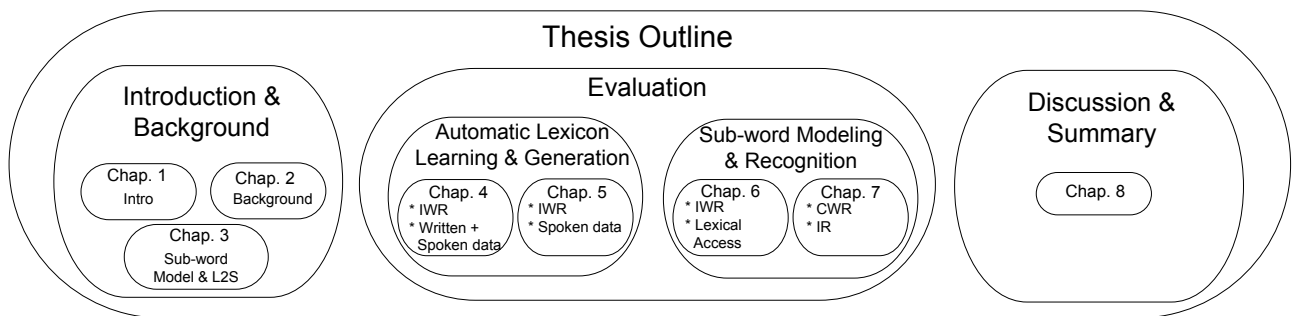 Thesis Outline
Introduction &
Background
Chap. 1
Intro
Chap. 2
Background
Chap. 3
Sub-word
Model & L2S
Evaluation
Automatic Lexicon
Learning & Generation
Chap. 4
* IWR
* Written +
Spoken data
Chap. 5
* IWR
* Spoken data
Sub-word Modeling
& Recognition
Chap. 6
* IWR
* Lexical
Access
Chap. 7
* CWR
* IR
Discussion &
Summary
Chap. 8